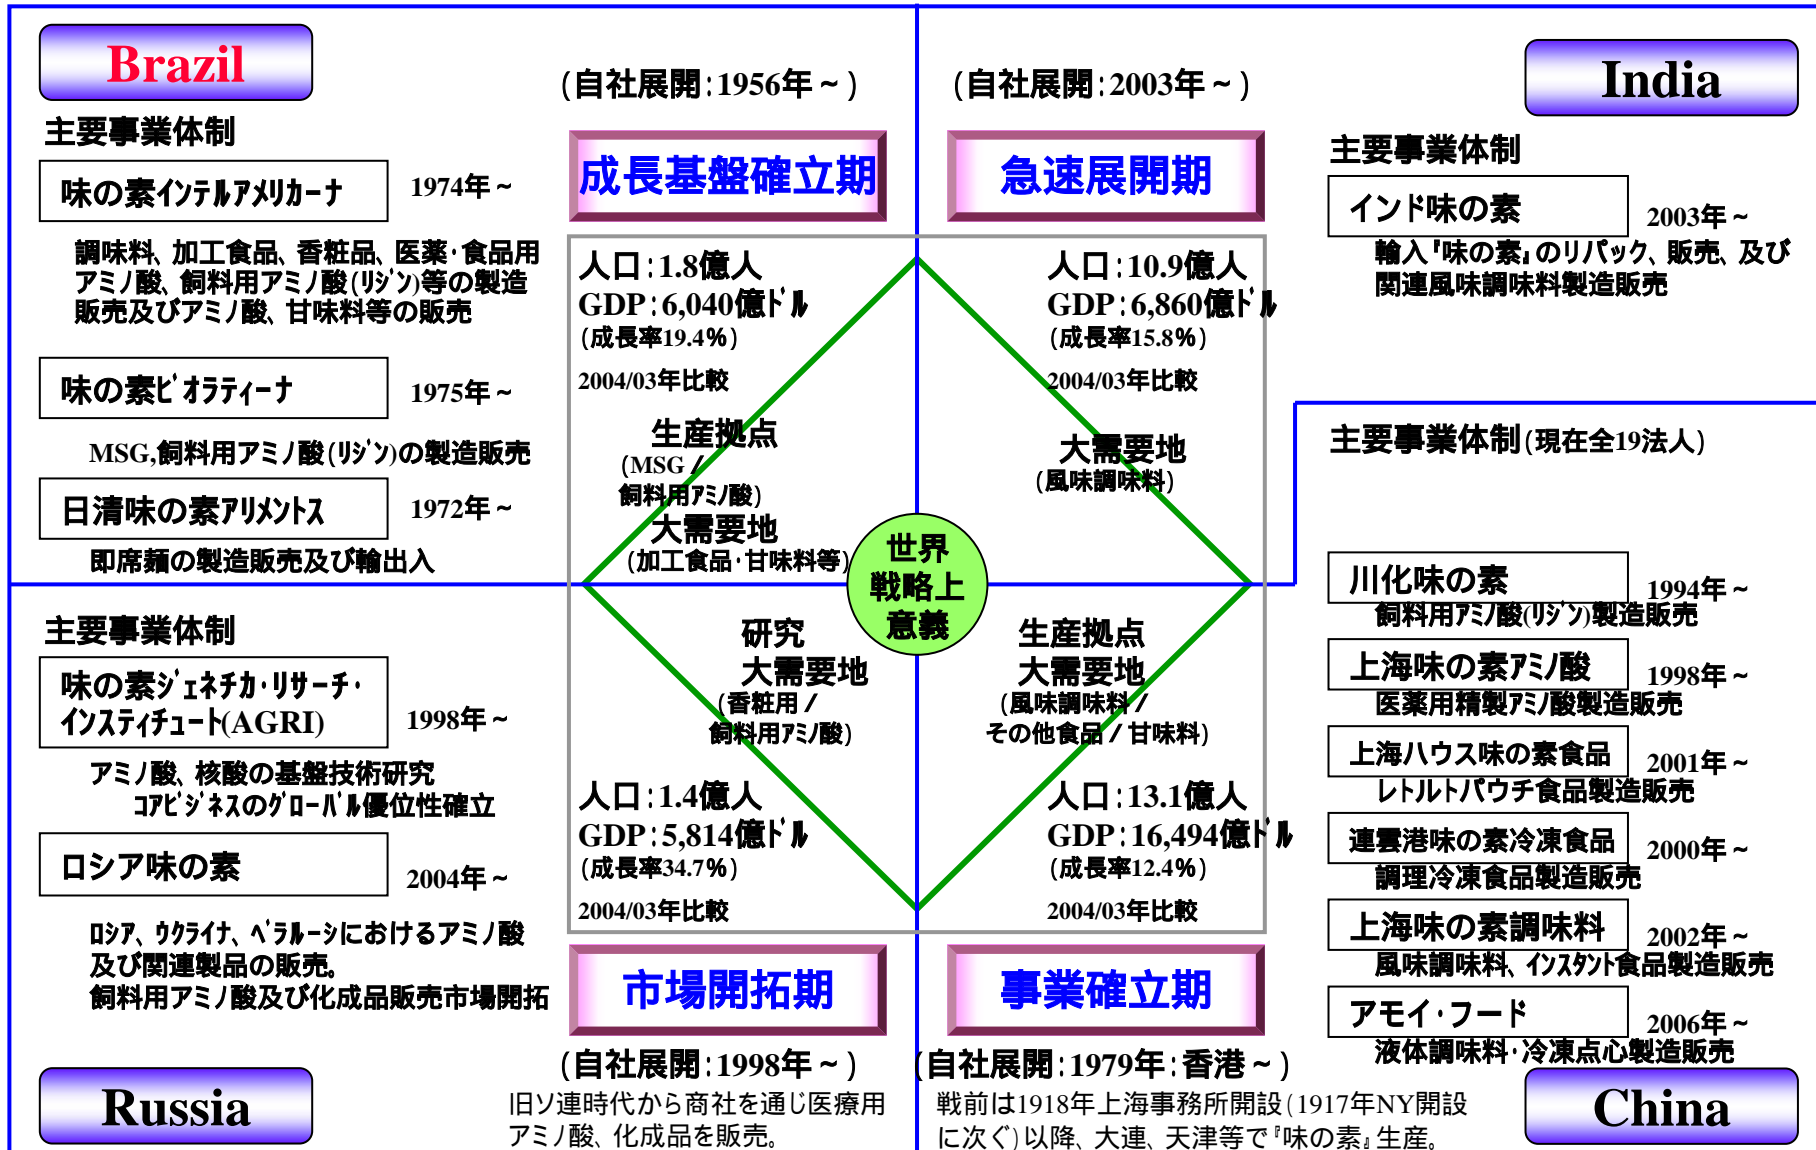 Brazil
(自社展開:1956年~)
主要事業体制
成長基盤確立期
味の素インテルアメリカーナ
1974年~
調味料、加工食品、香粧品、医薬・食品用
アミノ酸、飼料用アミノ酸(リジン)等の製造
販売及びアミノ酸、甘味料等の販売
味の素ビオラティーナ
1975年~
MSG,飼料用アミノ酸(リジン)の製造販売
日清味の素アリメントス
1972年~
即席麺の製造販売及び輸出入
人口:1.8億人
GDP:6,040億ドル
(成長率19.4%)
2004/03年比較
生産拠点
(MSG/
飼料用アミノ酸)
大需要地
(加工食品・甘味料等)
(自社展開:2003年~)
India
急速展開期
主要事業体制
インド味の素
2003年~
輸入『味の素』のリパック、販売、及び
関連風味調味料製造販売
人口:10.9億人
GDP:6,860億ドル
(成長率15.8%)
2004/03年比較
大需要地
(風味調味料)
世界
戦略上
意義
主要事業体制
味の素ジェネチカ・リサーチ・
インスティチュート(AGRI)
1998年~
アミノ酸、核酸の基盤技術研究
コアビジネスのグローバル優位性確立
ロシア味の素
2004年~
ロシア、ウクライナ、ベラルーシにおけるアミノ酸
及び関連製品の販売。
飼料用アミノ酸及び化成品販売市場開拓
研究
大需要地
(香粧用/
飼料用アミノ酸)
人口:1.4億人
GDP:5,814億ドル
(成長率34.7%)
2004/03年比較
市場開拓期
(自社展開:1998年~)
Russia
旧ソ連時代から商社を通じ医療用
アミノ酸、化成品を販売。
主要事業体制(現在全19法人)
川化味の素
1994年~
飼料用アミノ酸(リジン)製造販売
上海味の素アミノ酸
1998年~
医薬用精製アミノ酸製造販売
上海ハウス味の素食品
2001年~
レトルトパウチ食品製造販売
連雲港味の素冷凍食品
2000年~
調理冷凍食品製造販売
上海味の素調味料
2002年~
風味調味料、インスタント食品製造販売
アモイ・フード
2006年~
液体調味料・冷凍点心製造販売
生産拠点
大需要地
(風味調味料/
その他食品/甘味料)
人口:13.1億人
GDP:16,494億ドル
(成長率12.4%)
2004/03年比較
事業確立期
(自社展開:1979年:香港~)
China
戦前は1918年上海事務所開設(1917年NY開設
に次ぐ)以降、大連、天津等で『味の素』生産。